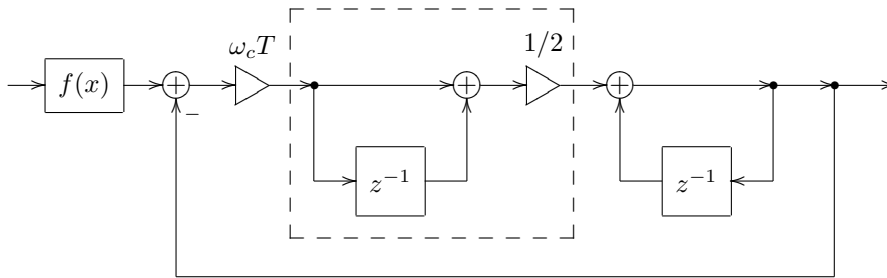 ω_cT
1/2
f(x)
+
+
+
−
z⁻¹
z⁻¹